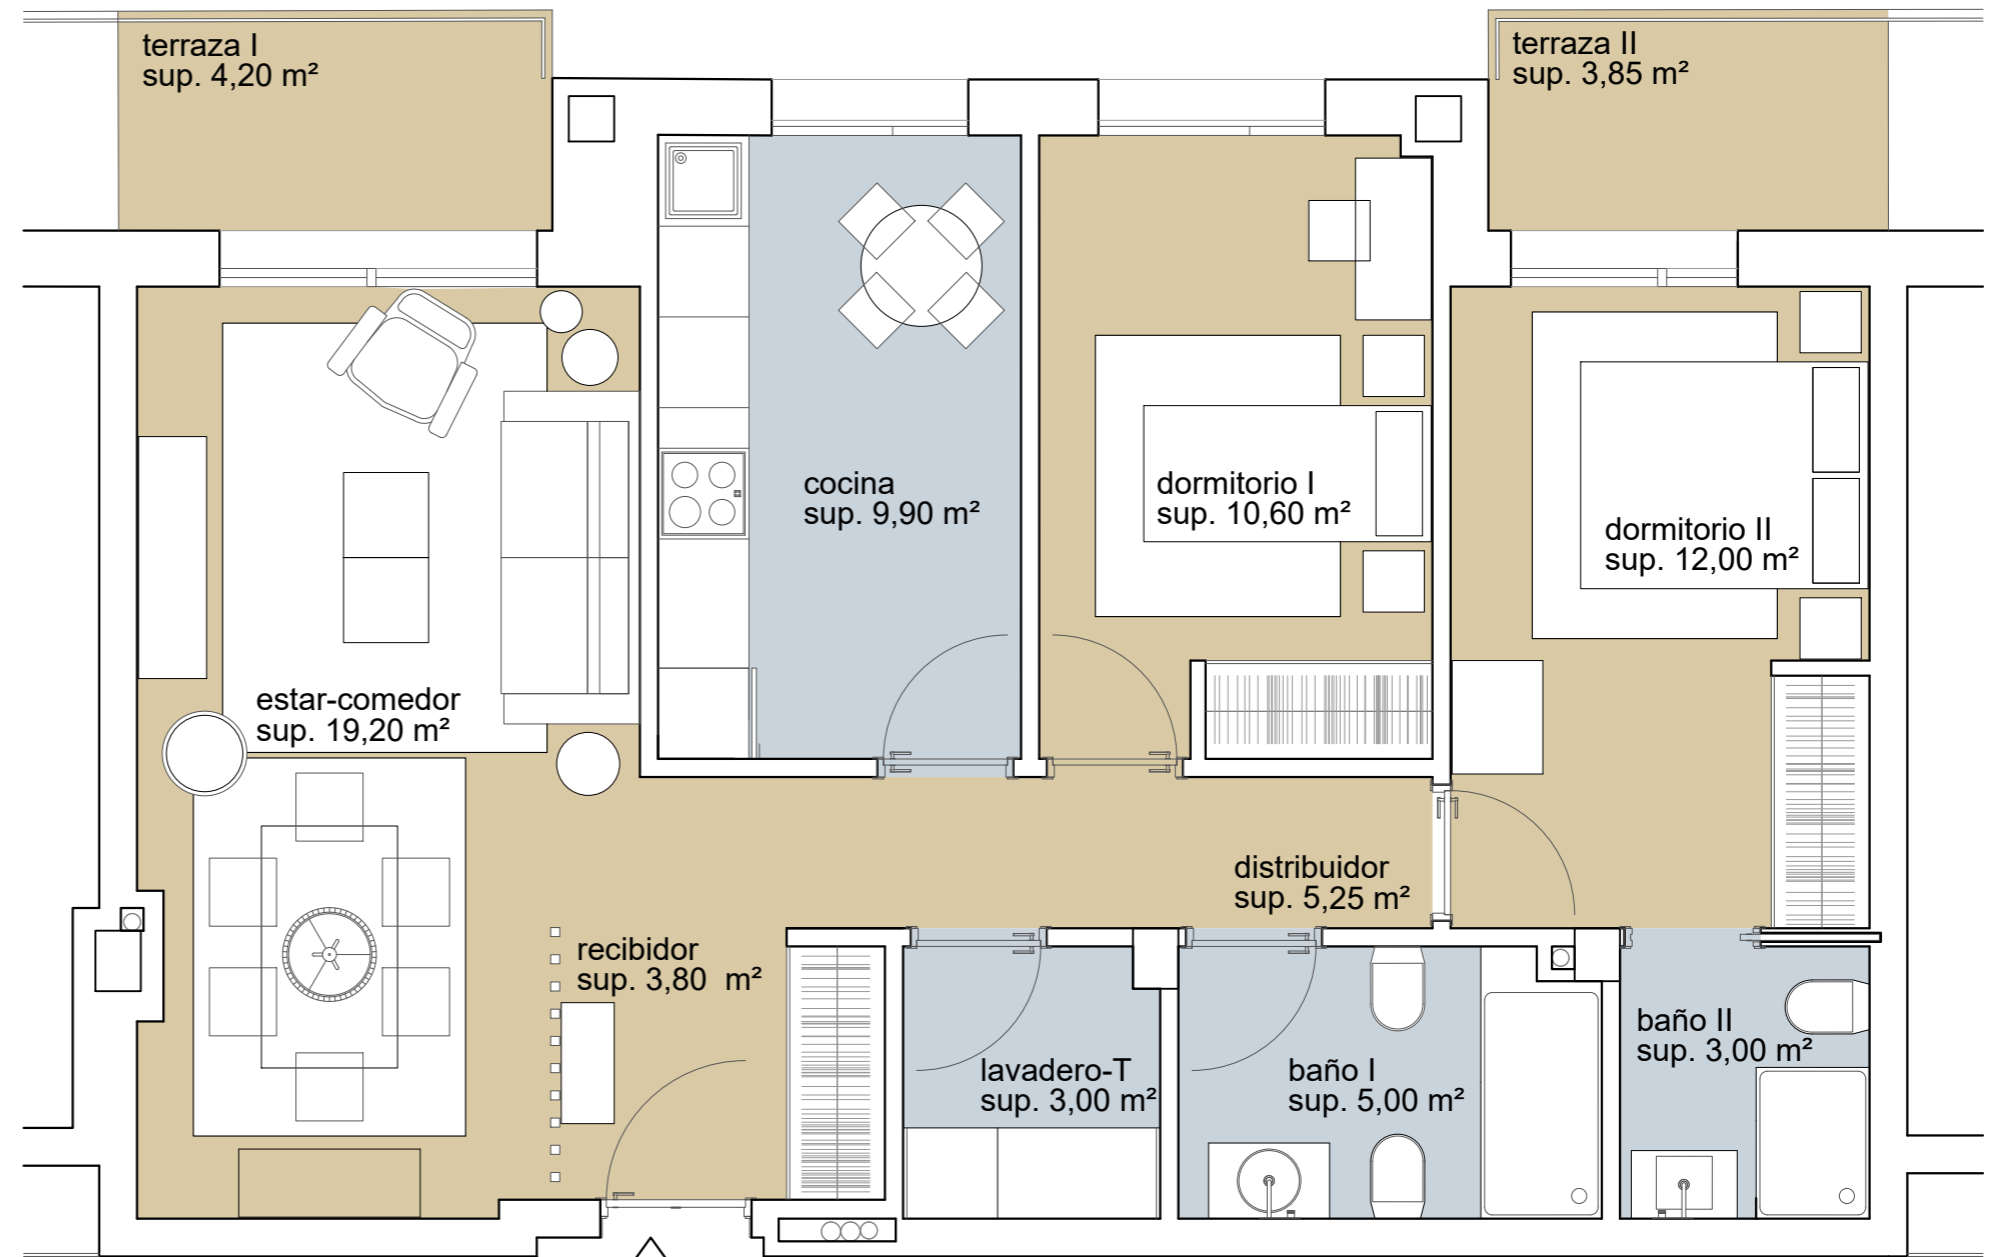 terraza I
sup. 4,20 m²
terraza II
sup. 3,85 m²
cocina
sup. 9,90 m²
dormitorio I
sup. 10,60 m²
dormitorio II
sup. 12,00 m²
estar-comedor
sup. 19,20 m²
distribuidor
sup. 5,25 m²
recibidor
sup. 3,80  m²
lavadero-T
sup. 3,00 m²
baño I
sup. 5,00 m²
baño II
sup. 3,00 m²